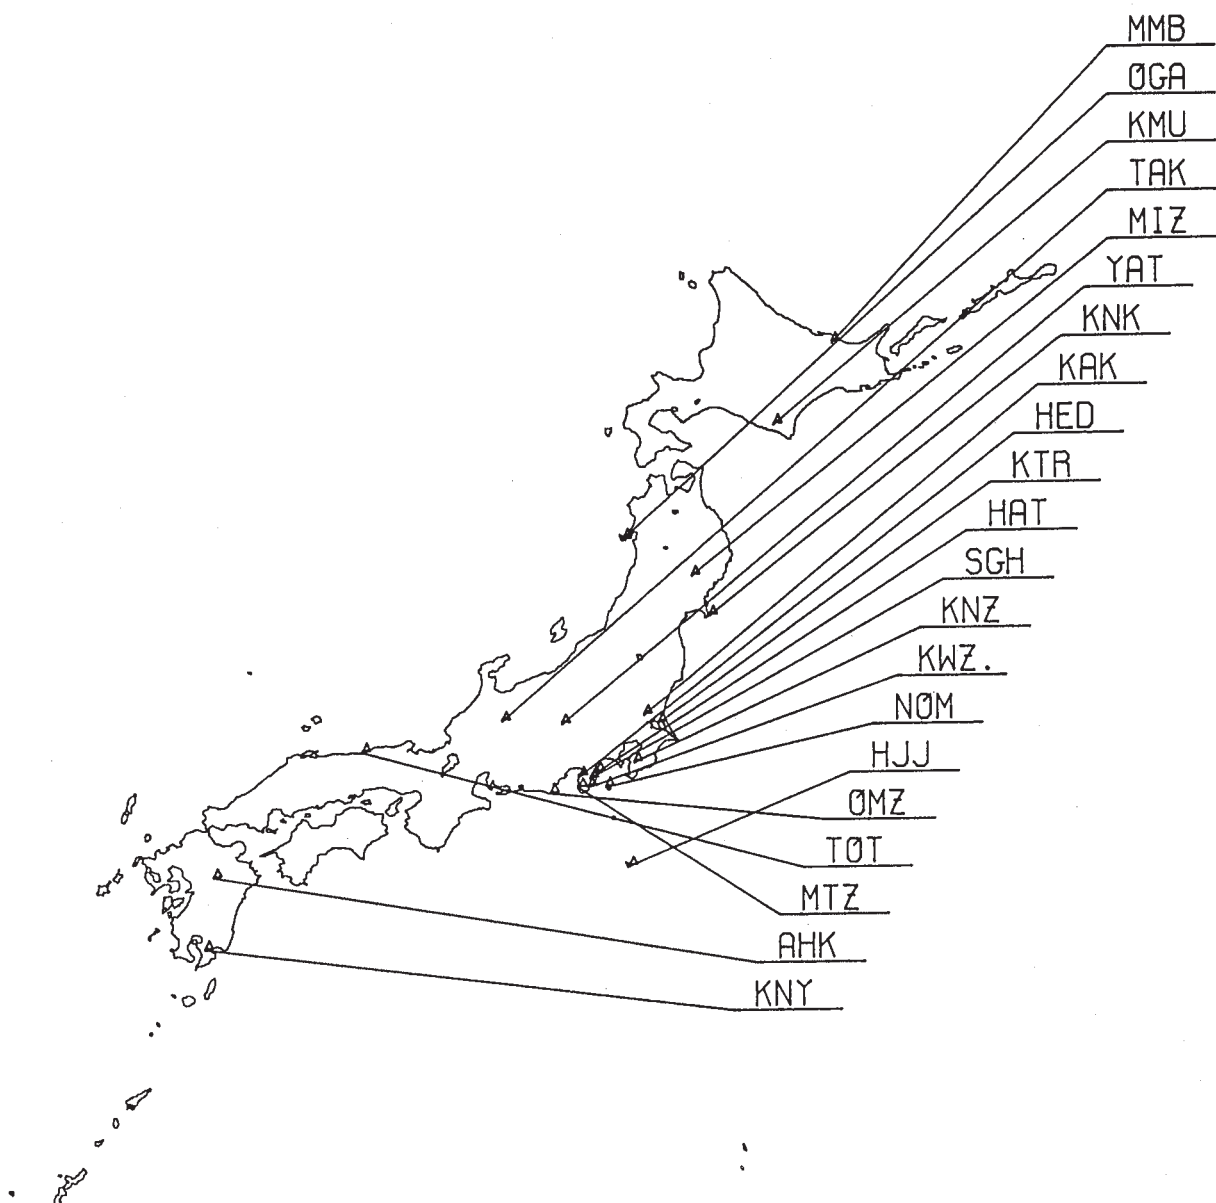 MMB
ØGA
KMU
TAK
MIZ
YAT
KNK
KAK
HED
KTR
HAT
SGH
KNZ
KWZ.
NØM
HJJ
ØMZ
TØT
MTZ
AHK
KNY